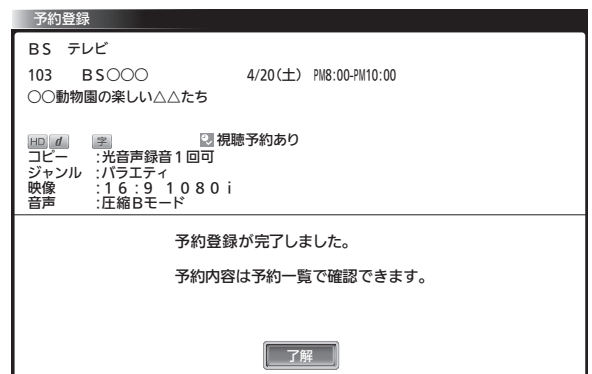 予約登録
BS テレビ
103 BS〇〇〇 4/20(土) PM8:00-PM10:00
〇〇動物園の楽しい△△たち
HD d 字 視聴予約あり
コピー :光音声録音1回可
ジャンル :バラエティ
映像 :16:9 1080i
音声 :圧縮Bモード
予約登録が完了しました。
予約内容は予約一覧で確認できます。
了解